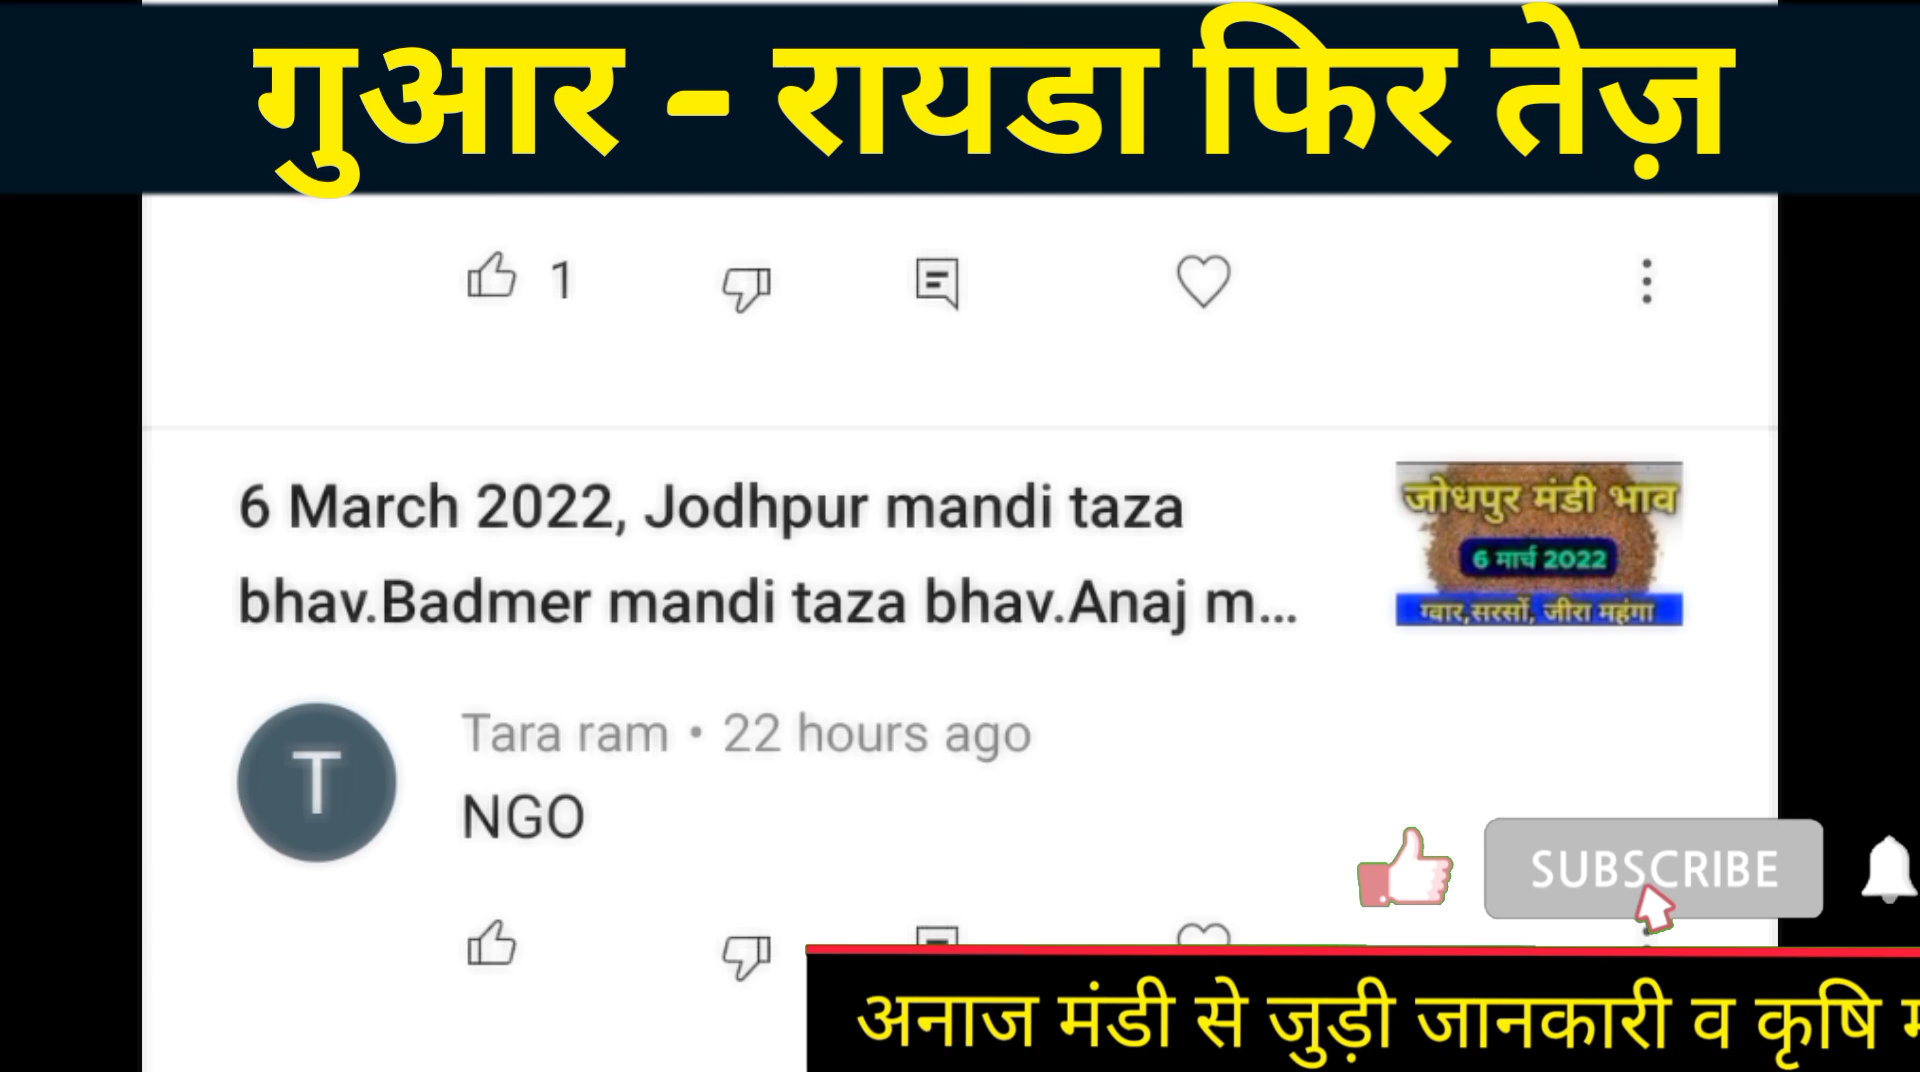 गुआर - रायडा फिर तेज़
1
6 March 2022, Jodhpur mandi taza
bhav.Badmer mandi taza bhav.Anaj m...
जोधपुर मंडी भाव
6 मार्च 2022
ग्वार,सरसों, जीरा महंगा
T
Tara ram • 22 hours ago
NGO
SUBSCRIBE
अनाज मंडी से जुड़ी जानकारी व कृषि